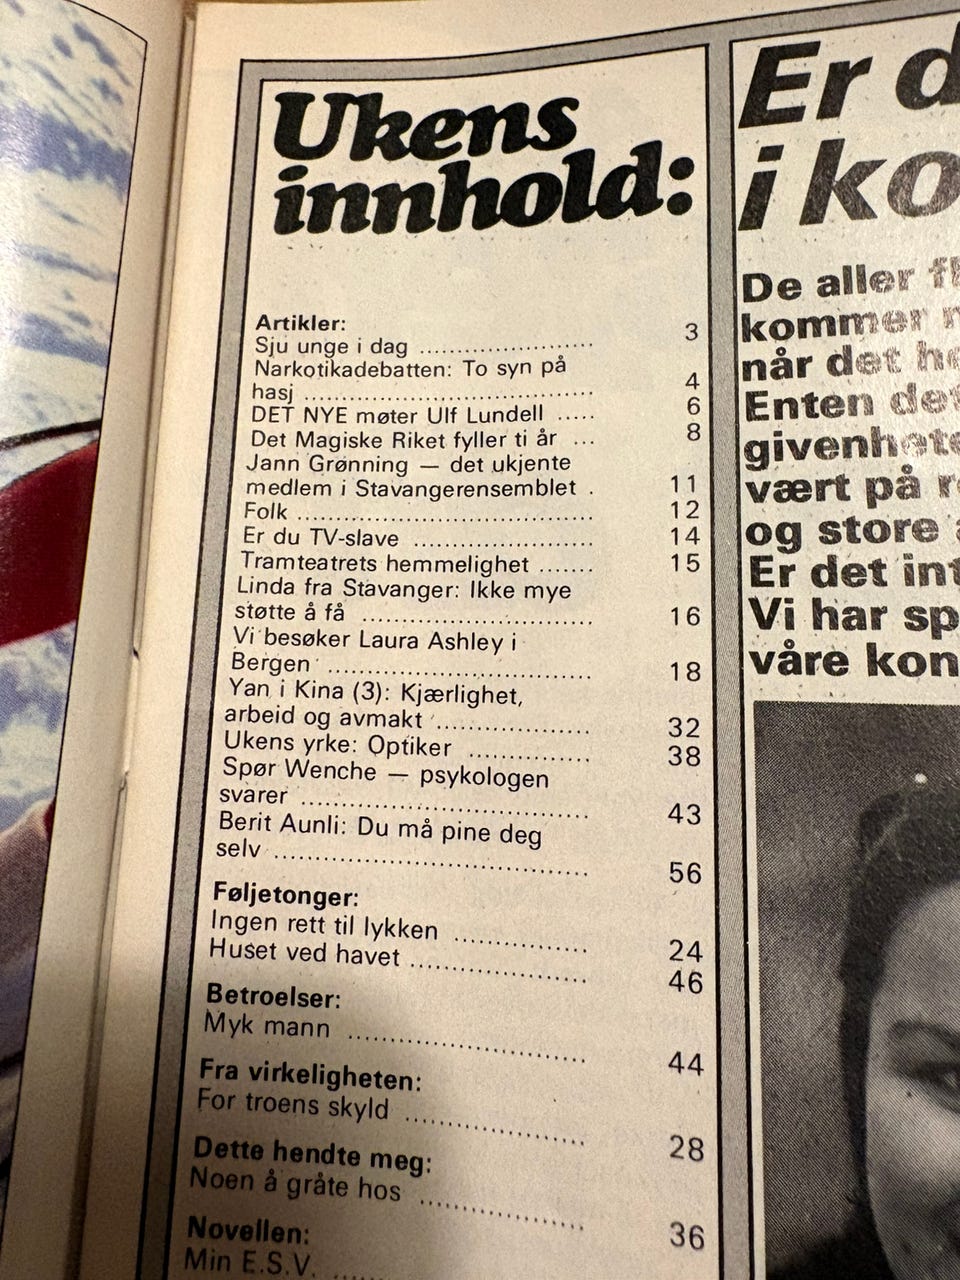 Ukens
innhold:
Artikler:
Sju unge i dag ........................ 3
Narkotikadebatten: To syn på
hasj ........................................ 4
DET NYE møter Ulf Lundell ..... 6
Det Magiske Riket fyller ti år ... 8
Jann Grønning — det ukjente
medlem i Stavangerensemblet . 11
Folk ........................................ 12
Er du TV-slave ......................... 14
Tramteatrets hemmelighet ....... 15
Linda fra Stavanger: Ikke mye
støtte å få ................................ 16
Vi besøker Laura Ashley i
Bergen .................................... 18
Yan i Kina (3): Kjærlighet,
arbeid og avmakt ..................... 32
Ukens yrke: Optiker ................. 38
Spør Wenche — psykologen
svarer ...................................... 43
Berit Aunli: Du må pine deg
selv .......................................... 56
Føljetonger:
Ingen rett til lykken .................. 24
Huset ved havet ....................... 46
Betroelser:
Myk mann ................................ 44
Fra virkeligheten:
For troens skyld ........................ 28
Dette hendte meg:
Noen å gråte hos ...................... 36
Novellen:
Min E.S.V. .....
Er d
i ko
De aller fl
kommer
når det he
Enten det
givenhete
vært på r
og store
Er det int
Vi har sp
våre kon